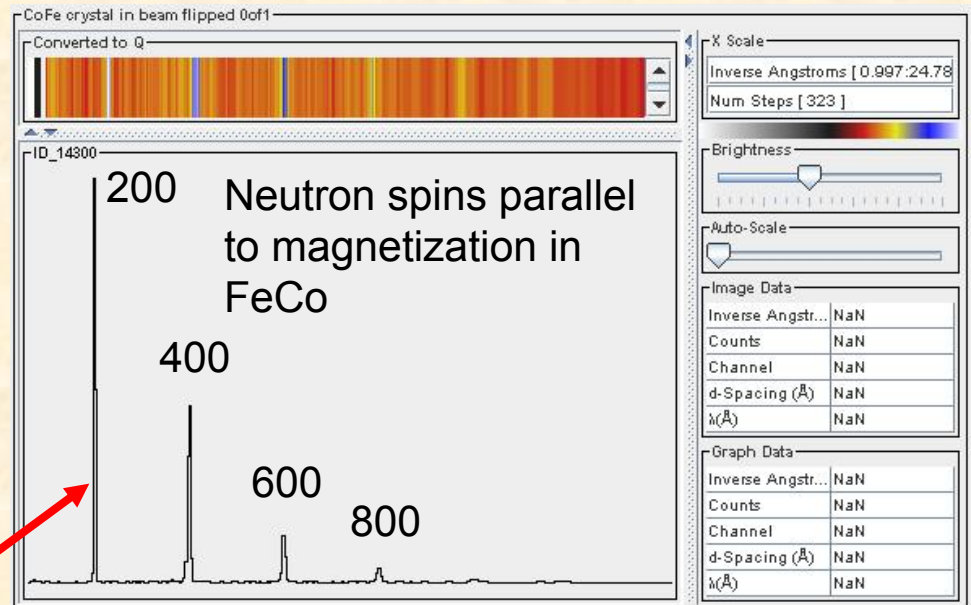 CoFe crystal in beam flipped 0of1
Converted to Q
ID_14300
200
Neutron spins parallel
to magnetization in
FeCo
400
600
800
X Scale
Inverse Angstroms [ 0.997:24.78
Num Steps [ 323 ]
Brightness
Auto-Scale
Image Data
Inverse Angstr... NaN
Counts NaN
Channel NaN
d-Spacing (Å) NaN
λ(Å) NaN
Graph Data
Inverse Angstr... NaN
Counts NaN
Channel NaN
d-Spacing (Å) NaN
λ(Å) NaN